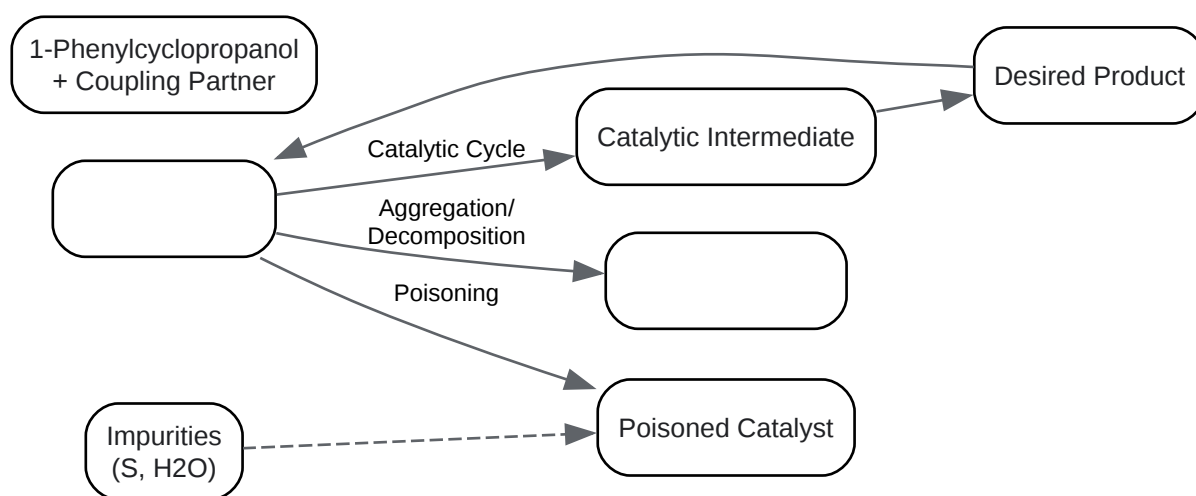 1-Phenylcyclopropanol
+ Coupling Partner
Desired Product
Catalytic Intermediate
Catalytic Cycle
Aggregation/
Decomposition
Poisoning
Impurities
(S, H2O)
Poisoned Catalyst